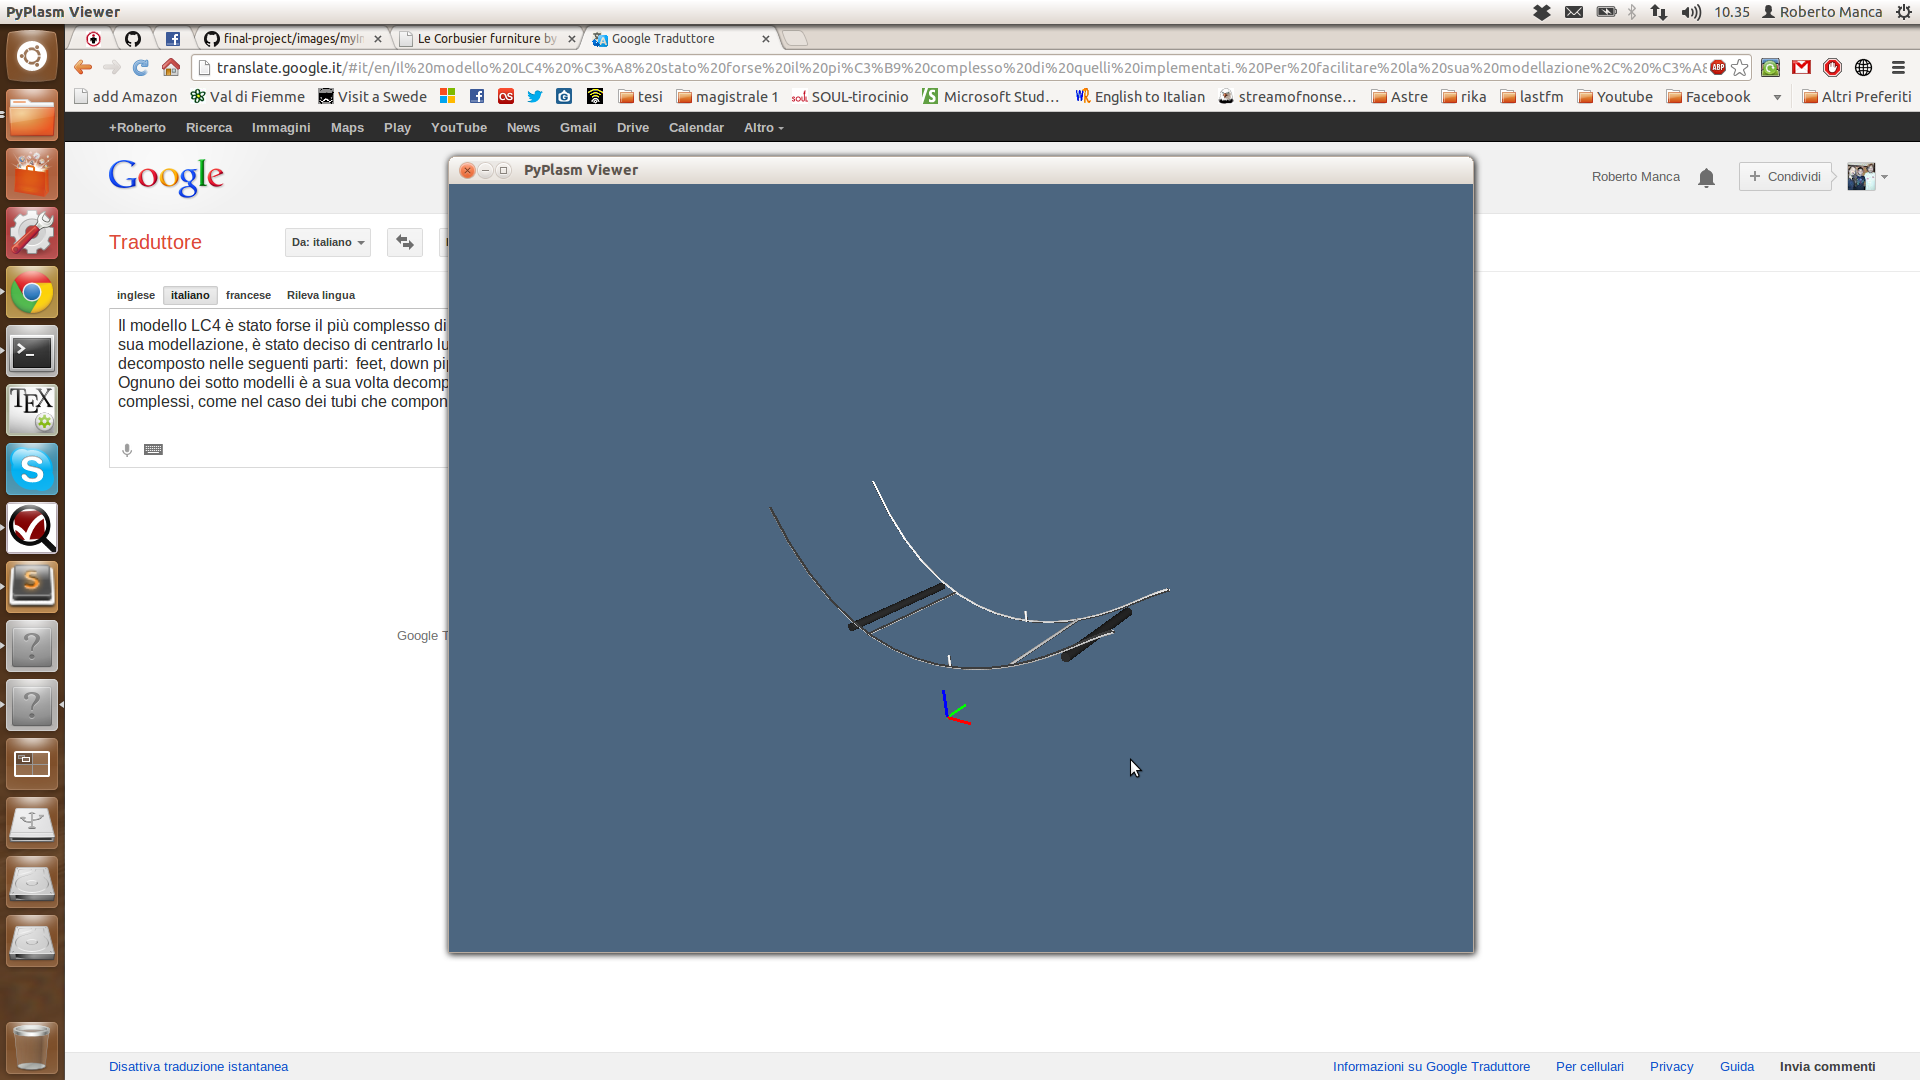 PyPlasm Viewer
10.35
Roberto Manca
final-project/images/myI
Le Corbusier furniture by
Google Traduttore
translate.google.it/#it/en/Il%20modello%20LC4%20%C3%A8%20stato%20forse%20il%20pi%C3%B9%20complesso%20di%20quelli%20implementati.%20Per%20facilitare%20la%20sua%20modellazione%2C%20%C3%A8
add Amazon
Val di Fiemme
Visit a Swede
tesi
magistrale 1
SOUL-tirocinio
Microsoft Stud...
English to Italian
streamofnonse...
Astre
rika
lastfm
Youtube
Facebook
Altri Preferiti
+Roberto
Ricerca
Immagini
Maps
Play
YouTube
News
Gmail
Drive
Calendar
Altro
Google
PyPlasm Viewer
Roberto Manca
+ Condividi
Traduttore
Da: italiano
inglese
italiano
francese
Rileva lingua
Il modello LC4 è stato forse il più complesso di
sua modellazione, è stato deciso di centrarlo lu
decomposto nelle seguenti parti: feet, down pi
Ognuno dei sotto modelli è a sua volta decomp
complessi, come nel caso dei tubi che compon
Google T
TEX
Disattiva traduzione istantanea
Informazioni su Google Traduttore
Per cellulari
Privacy
Guida
Invia commenti